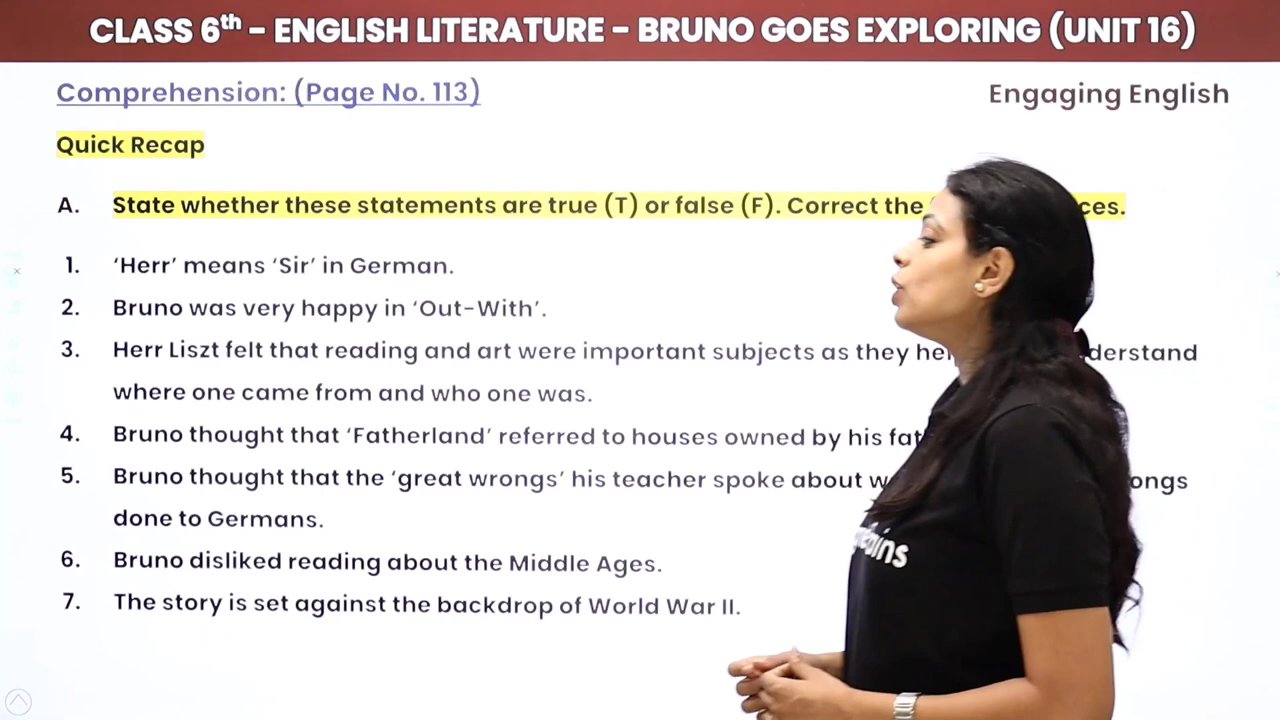 CLASS 6th – ENGLISH LITERATURE – BRUNO GOES EXPLORING (UNIT 16)
Comprehension: (Page No. 113)
Engaging English
Quick Recap
A. State whether these statements are true (T) or false (F). Correct the
1. ‘Herr’ means ‘Sir’ in German.
2. Bruno was very happy in ‘Out-With’.
3. Herr Liszt felt that reading and art were important subjects as they
where one came from and who one was.
4. Bruno thought that ‘Fatherland’ referred to houses owned by his
5. Bruno thought that the ‘great wrongs’ his teacher spoke about
done to Germans.
6. Bruno disliked reading about the Middle Ages.
7. The story is set against the backdrop of World War II.